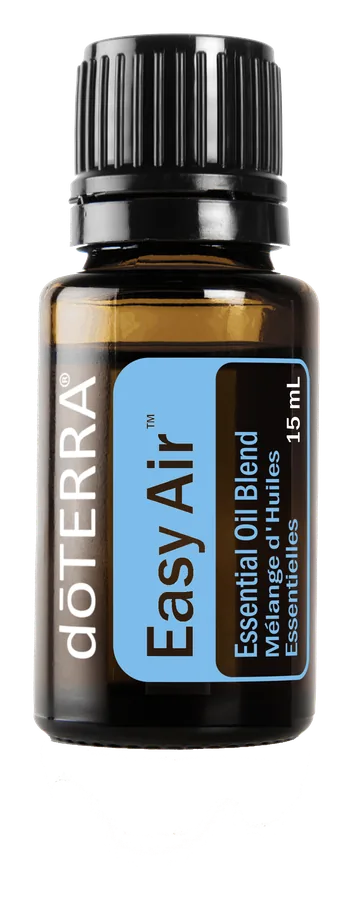 dōTERRA®
Easy Air™
Essential Oil Blend
Mélange d'Huiles
Essentielles
15 mL